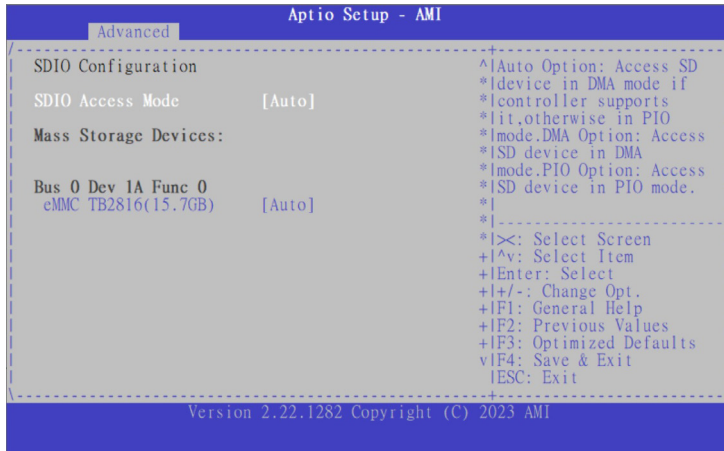 Aptio Setup - AMI
Advanced
SDIO Configuration
SDIO Access Mode [Auto]
Mass Storage Devices:
Bus 0 Dev 1A Func 0
eMMC TB2816(15.7GB) [Auto]
Auto Option: Access SD
device in DMA mode if
controller supports
it,otherwise in PIO
mode.DMA Option: Access
SD device in DMA
mode.PIO Option: Access
SD device in PIO mode.
><: Select Screen
^v: Select Item
Enter: Select
+/-: Change Opt.
F1: General Help
F2: Previous Values
F3: Optimized Defaults
F4: Save & Exit
ESC: Exit
Version 2.22.1282 Copyright (C) 2023 AMI